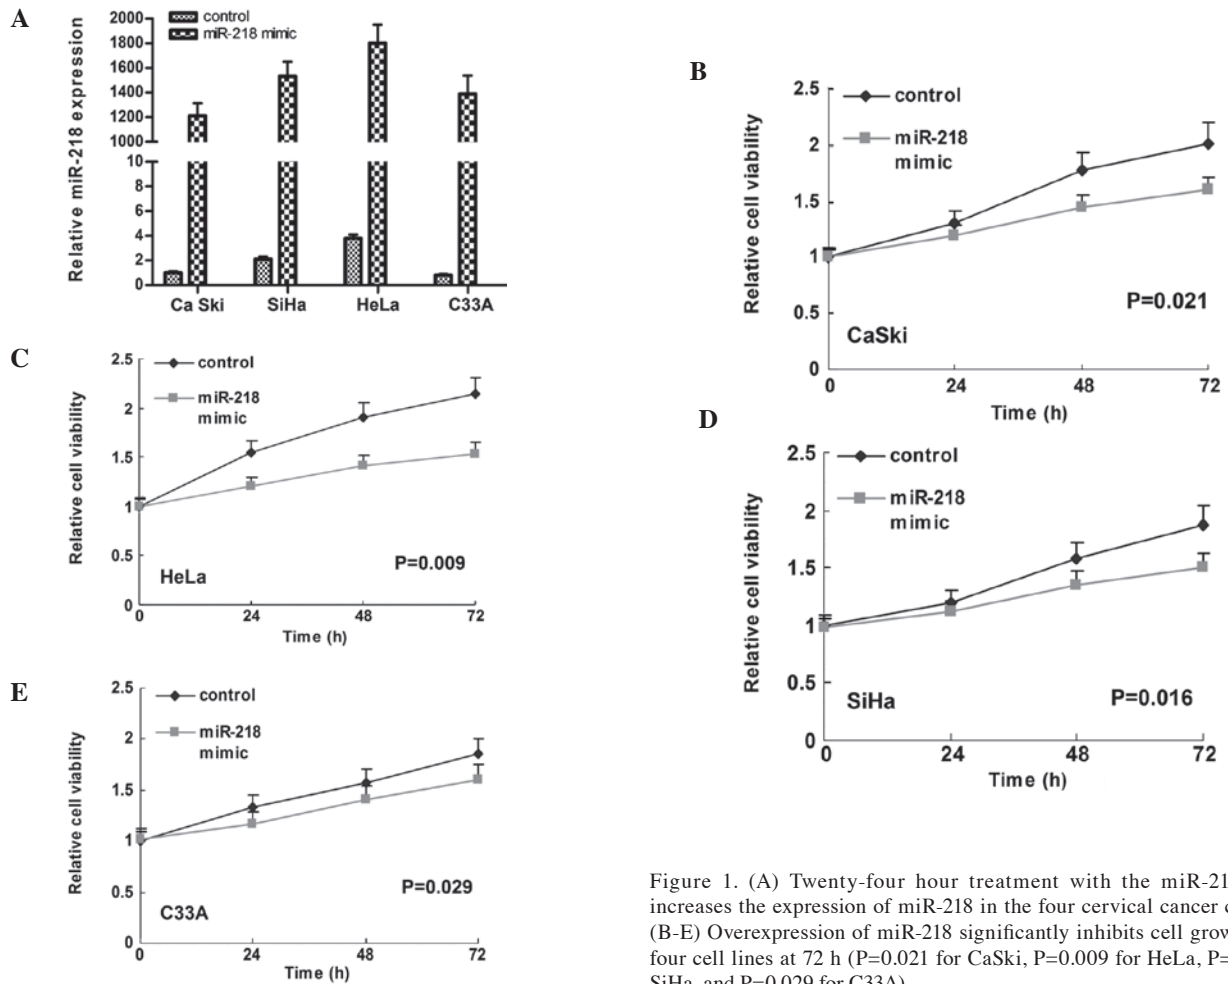 A
Relative miR-218 expression
control
miR-218 mimic
2000
1800
1600
1400
1200
1000
10
8
6
4
2
0
Ca Ski SiHa HeLa C33A
B
Relative cell viability
control
miR-218
mimic
2.5
2
1.5
1
0.5
0
P=0.021
CaSki
0 24 48 72
Time (h)
C
Relative cell viability
control
miR-218
mimic
2.5
2
1.5
1
0.5
0
P=0.009
HeLa
0 24 48 72
Time (h)
D
Relative cell viability
control
miR-218
mimic
2.5
2
1.5
1
0.5
0
P=0.016
SiHa
0 24 48 72
Time (h)
E
Relative cell viability
control
miR-218
mimic
2.5
2
1.5
1
0.5
0
P=0.029
C33A
0 24 48 72
Time (h)
Figure 1. (A) Twenty-four hour treatment with the
increases the expression of miR-218 in the four cervical cancer
(B-E) Overexpression of miR-218 significantly inhibits cell
four cell lines at 72 h (P=0.021 for CaSki, P=0.009 for HeLa,
SiHa, and P=0.029 for C33A)